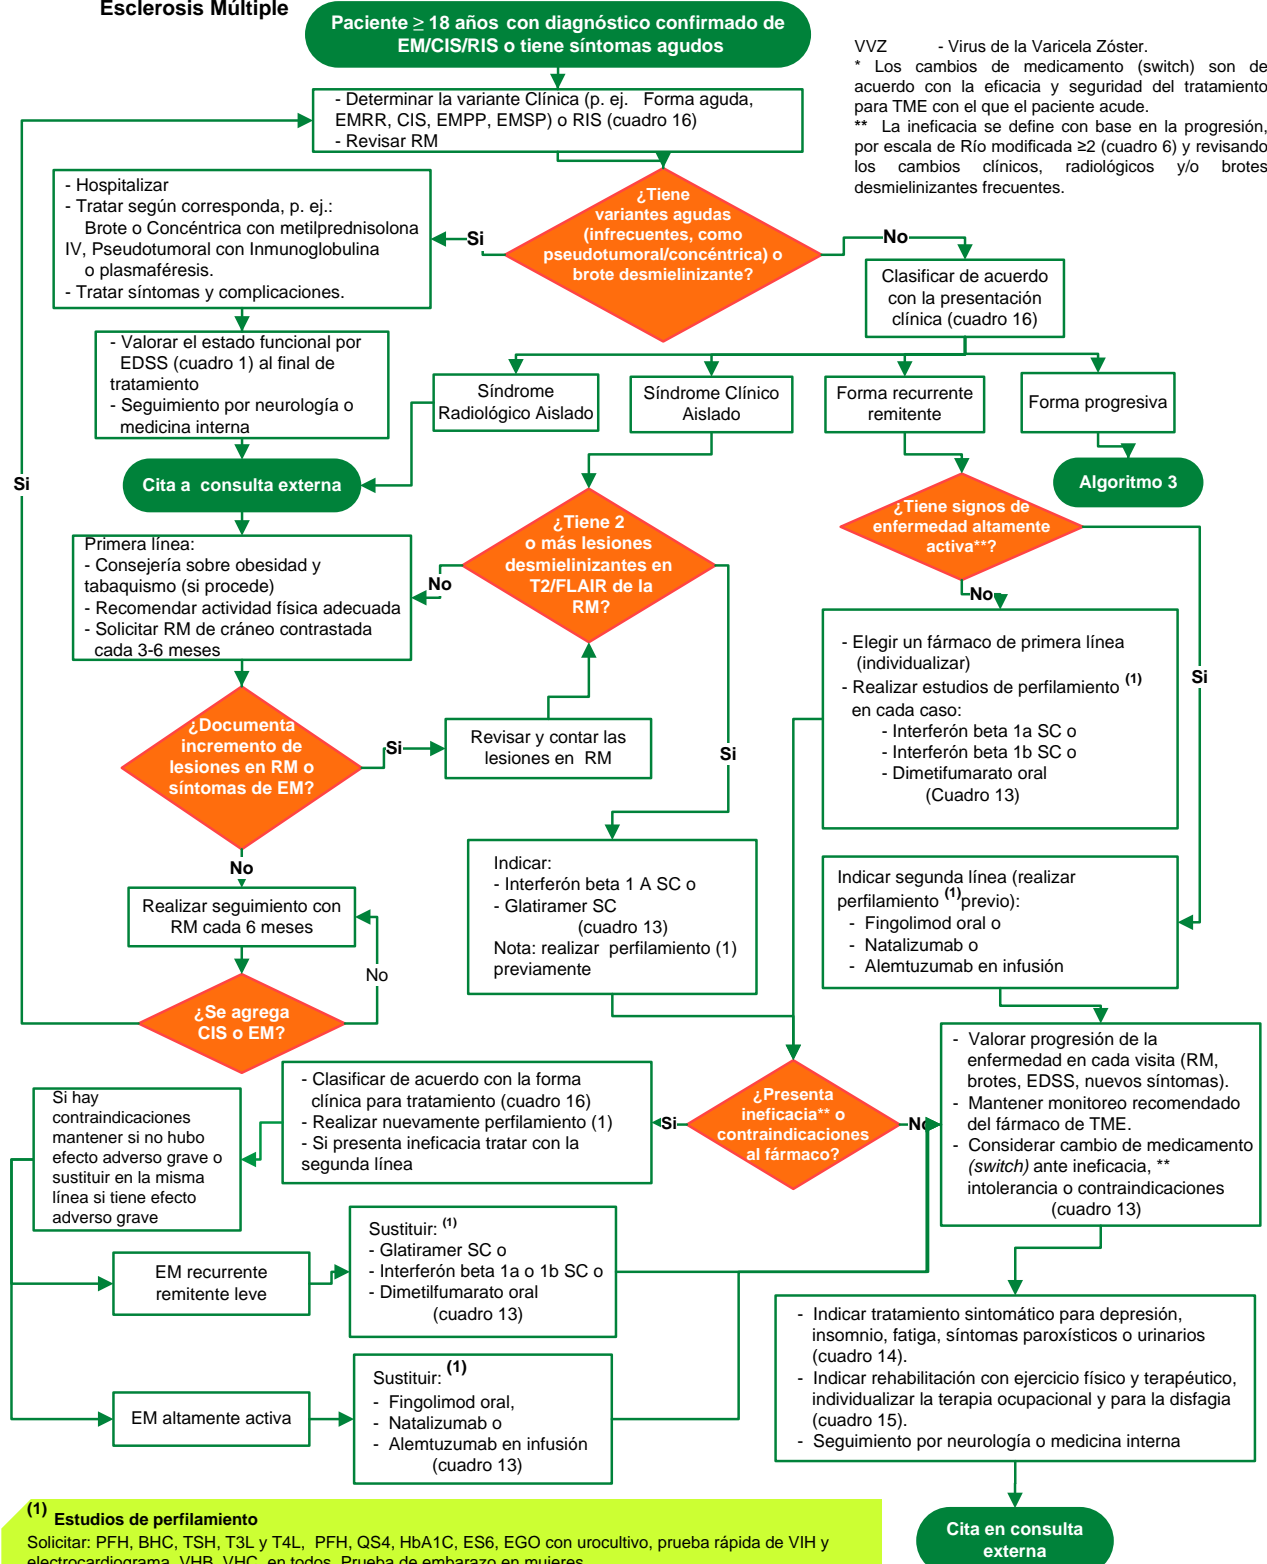 Esclerosis Múltiple
Paciente ≥ 18 años con diagnóstico confirmado de
EM/CIS/RIS o tiene síntomas agudos
VVZ - Virus de la Varicela Zóster.
* Los cambios de medicamento (switch) son de
acuerdo con la eficacia y seguridad del tratamiento
para TME con el que el paciente acude.
** La ineficacia se define con base en la progresión,
por escala de Río modificada ≥2 (cuadro 6) y revisando
los cambios clínicos, radiológicos y/o brotes
desmielinizantes frecuentes.
- Determinar la variante Clínica (p. ej. Forma aguda,
EMRR, CIS, EMPP, EMSP) o RIS (cuadro 16)
- Revisar RM
¿Tiene
variantes agudas
(infrecuentes, como
pseudotumoral/concéntrica) o
brote desmielinizante?
Si
No
- Hospitalizar
- Tratar según corresponda, p. ej.:
Brote o Concéntrica con metilprednisolona
IV, Pseudotumoral con Inmunoglobulina
o plasmaféresis.
- Tratar síntomas y complicaciones.
Clasificar de acuerdo
con la presentación
clínica (cuadro 16)
- Valorar el estado funcional por
EDSS (cuadro 1) al final de
tratamiento
- Seguimiento por neurología o
medicina interna
Síndrome
Radiológico Aislado
Síndrome Clínico
Aislado
Forma recurrente
remitente
Forma progresiva
Cita a consulta externa
Algoritmo 3
Si
¿Tiene 2
o más lesiones
desmielinizantes en
T2/FLAIR de la
RM?
No
Si
¿Tiene signos de
enfermedad altamente
activa**?
No
Si
Primera línea:
- Consejería sobre obesidad y
tabaquismo (si procede)
- Recomendar actividad física adecuada
- Solicitar RM de cráneo contrastada
cada 3-6 meses
- Elegir un fármaco de primera línea
(individualizar)
- Realizar estudios de perfilamiento (1)
en cada caso:
- Interferón beta 1a SC o
- Interferón beta 1b SC o
- Dimetifumarato oral
(Cuadro 13)
¿Documenta
incremento de
lesiones en RM o
síntomas de EM?
Si
Revisar y contar las
lesiones en RM
No
Realizar seguimiento con
RM cada 6 meses
No
Indicar:
- Interferón beta 1 A SC o
- Glatiramer SC
(cuadro 13)
Nota: realizar perfilamiento (1)
previamente
Indicar segunda línea (realizar
perfilamiento (1)previo):
- Fingolimod oral o
- Natalizumab o
- Alemtuzumab en infusión
¿Se agrega
CIS o EM?
- Valorar progresión de la
enfermedad en cada visita (RM,
brotes, EDSS, nuevos síntomas).
- Mantener monitoreo recomendado
del fármaco de TME.
- Considerar cambio de medicamento
(switch) ante ineficacia, **
intolerancia o contraindicaciones
(cuadro 13)
¿Presenta
ineficacia** o
contraindicaciones
al fármaco?
Si
No
- Clasificar de acuerdo con la forma
clínica para tratamiento (cuadro 16)
- Realizar nuevamente perfilamiento (1)
- Si presenta ineficacia tratar con la
segunda línea
Si hay
contraindicaciones
mantener si no hubo
efecto adverso grave o
sustituir en la misma
línea si tiene efecto
adverso grave
EM recurrente
remitente leve
Sustituir: (1)
- Glatiramer SC o
- Interferón beta 1a o 1b SC o
- Dimetilfumarato oral
(cuadro 13)
EM altamente activa
Sustituir: (1)
- Fingolimod oral,
- Natalizumab o
- Alemtuzumab en infusión
(cuadro 13)
- Indicar tratamiento sintomático para depresión,
insomnio, fatiga, síntomas paroxísticos o urinarios
(cuadro 14).
- Indicar rehabilitación con ejercicio físico y terapéutico,
individualizar la terapia ocupacional y para la disfagia
(cuadro 15).
- Seguimiento por neurología o medicina interna
Cita en consulta
externa
(1) Estudios de perfilamiento
Solicitar: PFH, BHC, TSH, T3L y T4L, PFH, QS4, HbA1C, ES6, EGO con urocultivo, prueba rápida de VIH y
electrocardiograma, VHB, VHC, en todos. Prueba de embarazo en mujeres